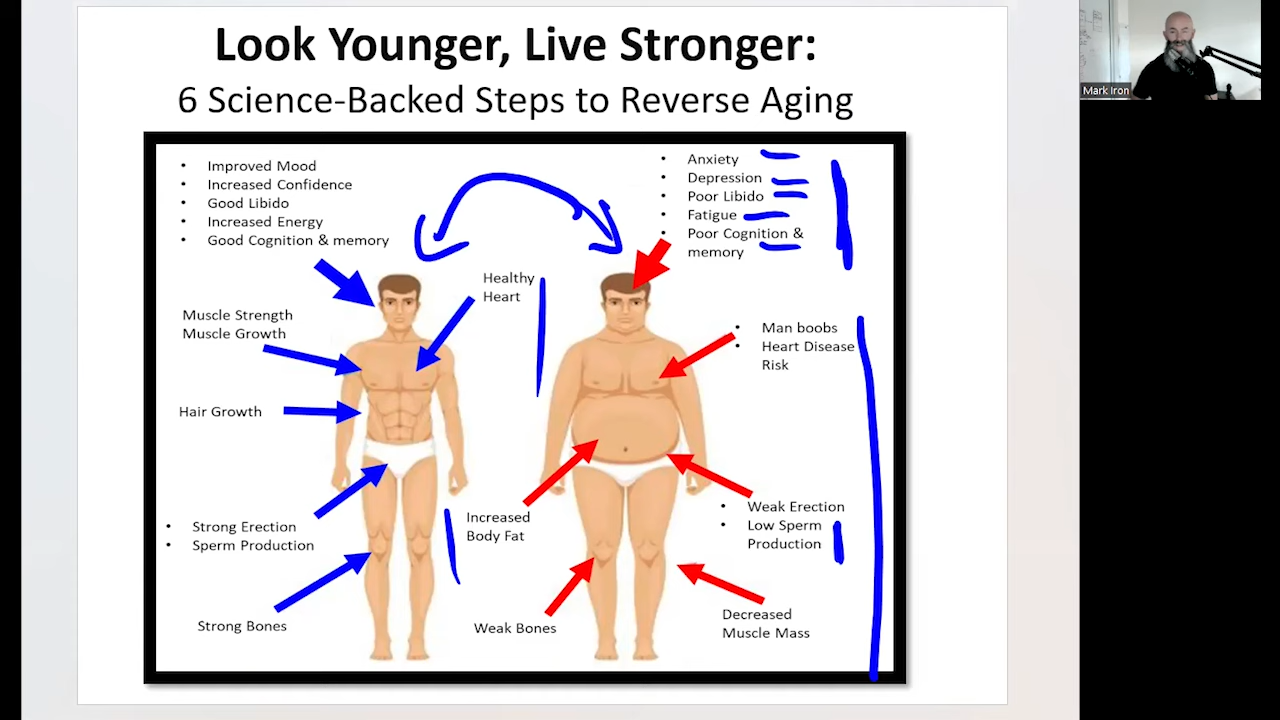 Look Younger, Live Stronger:
6 Science-Backed Steps to Reverse Aging
• Improved Mood
• Increased Confidence
• Good Libido
• Increased Energy
• Good Cognition & memory
• Anxiety
• Depression
• Poor Libido
• Fatigue
• Poor Cognition &
memory
Healthy
Heart
Muscle Strength
Muscle Growth
• Man boobs
• Heart Disease
Risk
Hair Growth
• Strong Erection
• Sperm Production
Increased
Body Fat
• Weak Erection
• Low Sperm
Production
Strong Bones
Weak Bones
Decreased
Muscle Mass
Mark Iron